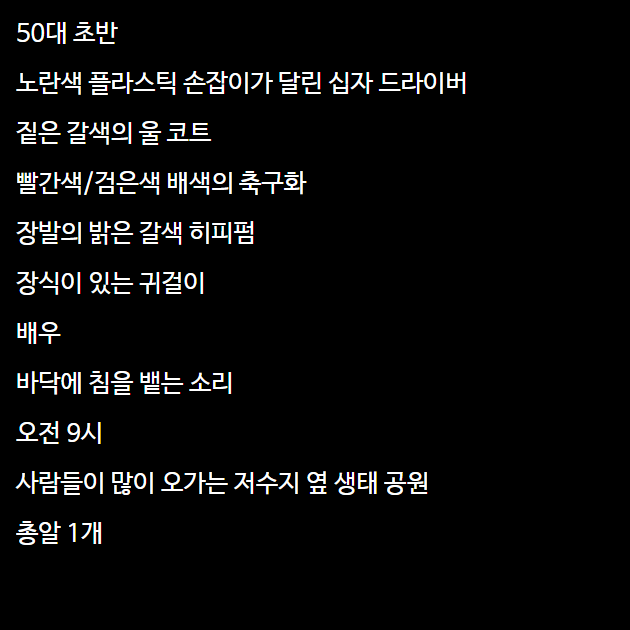 50대 초반
노란색 플라스틱 손잡이가 달린 십자 드라이버
짙은 갈색의 울 코트
빨간색/검은색 배색의 축구화
장발의 밝은 갈색 히피펌
장식이 있는 귀걸이
배우
바닥에 침을 뱉는 소리
오전 9시
사람들이 많이 오가는 저수지 옆 생태 공원
총알 1개